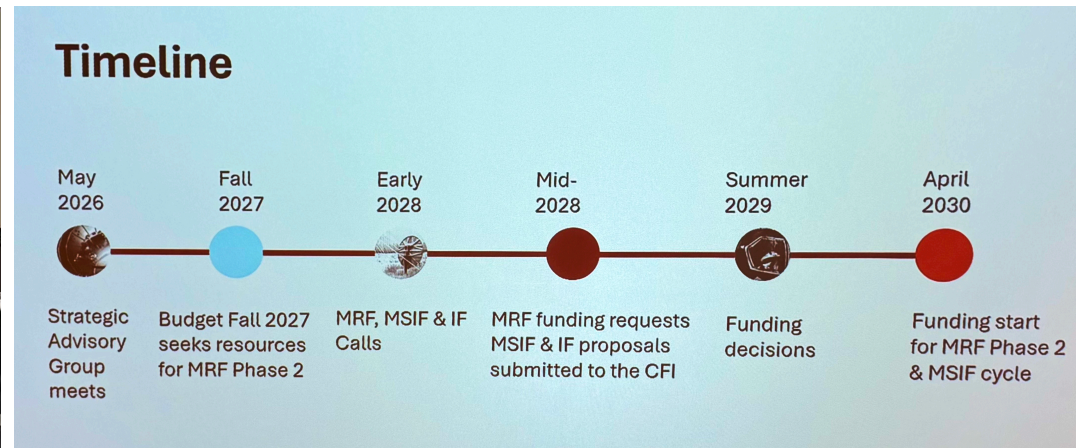 Timeline
May
2026
Fall
2027
Early
2028
Mid-
2028
Summer
2029
April
2030
Strategic
Advisory
Group
meets
Budget Fall 2027
seeks resources
for MRF Phase 2
MRF, MSIF & IF
Calls
MRF funding requests
MSIF & IF proposals
submitted to the CFI
Funding
decisions
Funding start
for MRF Phase 2
& MSIF cycle